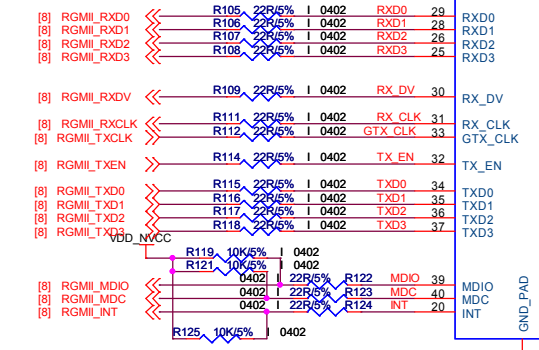 [8] RGMII_RXD0 R105 22R/5% I 0402 RXD0 29 RXD0
[8] RGMII_RXD1 R106 22R/5% I 0402 RXD1 28 RXD1
[8] RGMII_RXD2 R107 22R/5% I 0402 RXD2 26 RXD2
[8] RGMII_RXD3 R108 22R/5% I 0402 RXD3 25 RXD3
[8] RGMII_RXDV R109 22R/5% I 0402 RX_DV 30 RX_DV
[8] RGMII_RXCLK R111 22R/5% I 0402 RX_CLK 31 RX_CLK
[8] RGMII_TXCLK R112 22R/5% I 0402 GTX_CLK 33 GTX_CLK
[8] RGMII_TXEN R114 22R/5% I 0402 TX_EN 32 TX_EN
[8] RGMII_TXD0 R115 22R/5% I 0402 TXD0 34 TXD0
[8] RGMII_TXD1 R116 22R/5% I 0402 TXD1 35 TXD1
[8] RGMII_TXD2 R117 22R/5% I 0402 TXD2 36 TXD2
[8] RGMII_TXD3 R118 22R/5% I 0402 TXD3 37 TXD3
VDD_NVCC
R119 10K/5% I 0402
R121 10K/5% I 0402
[8] RGMII_MDIO 0402 I 22R/5% R122 MDIO 39 MDIO
[8] RGMII_MDC 0402 I 22R/5% R123 MDC 40 MDC
[8] RGMII_INT 0402 I 22R/5% R124 INT 20 INT
R125 10K/5% I 0402
GND_PAD